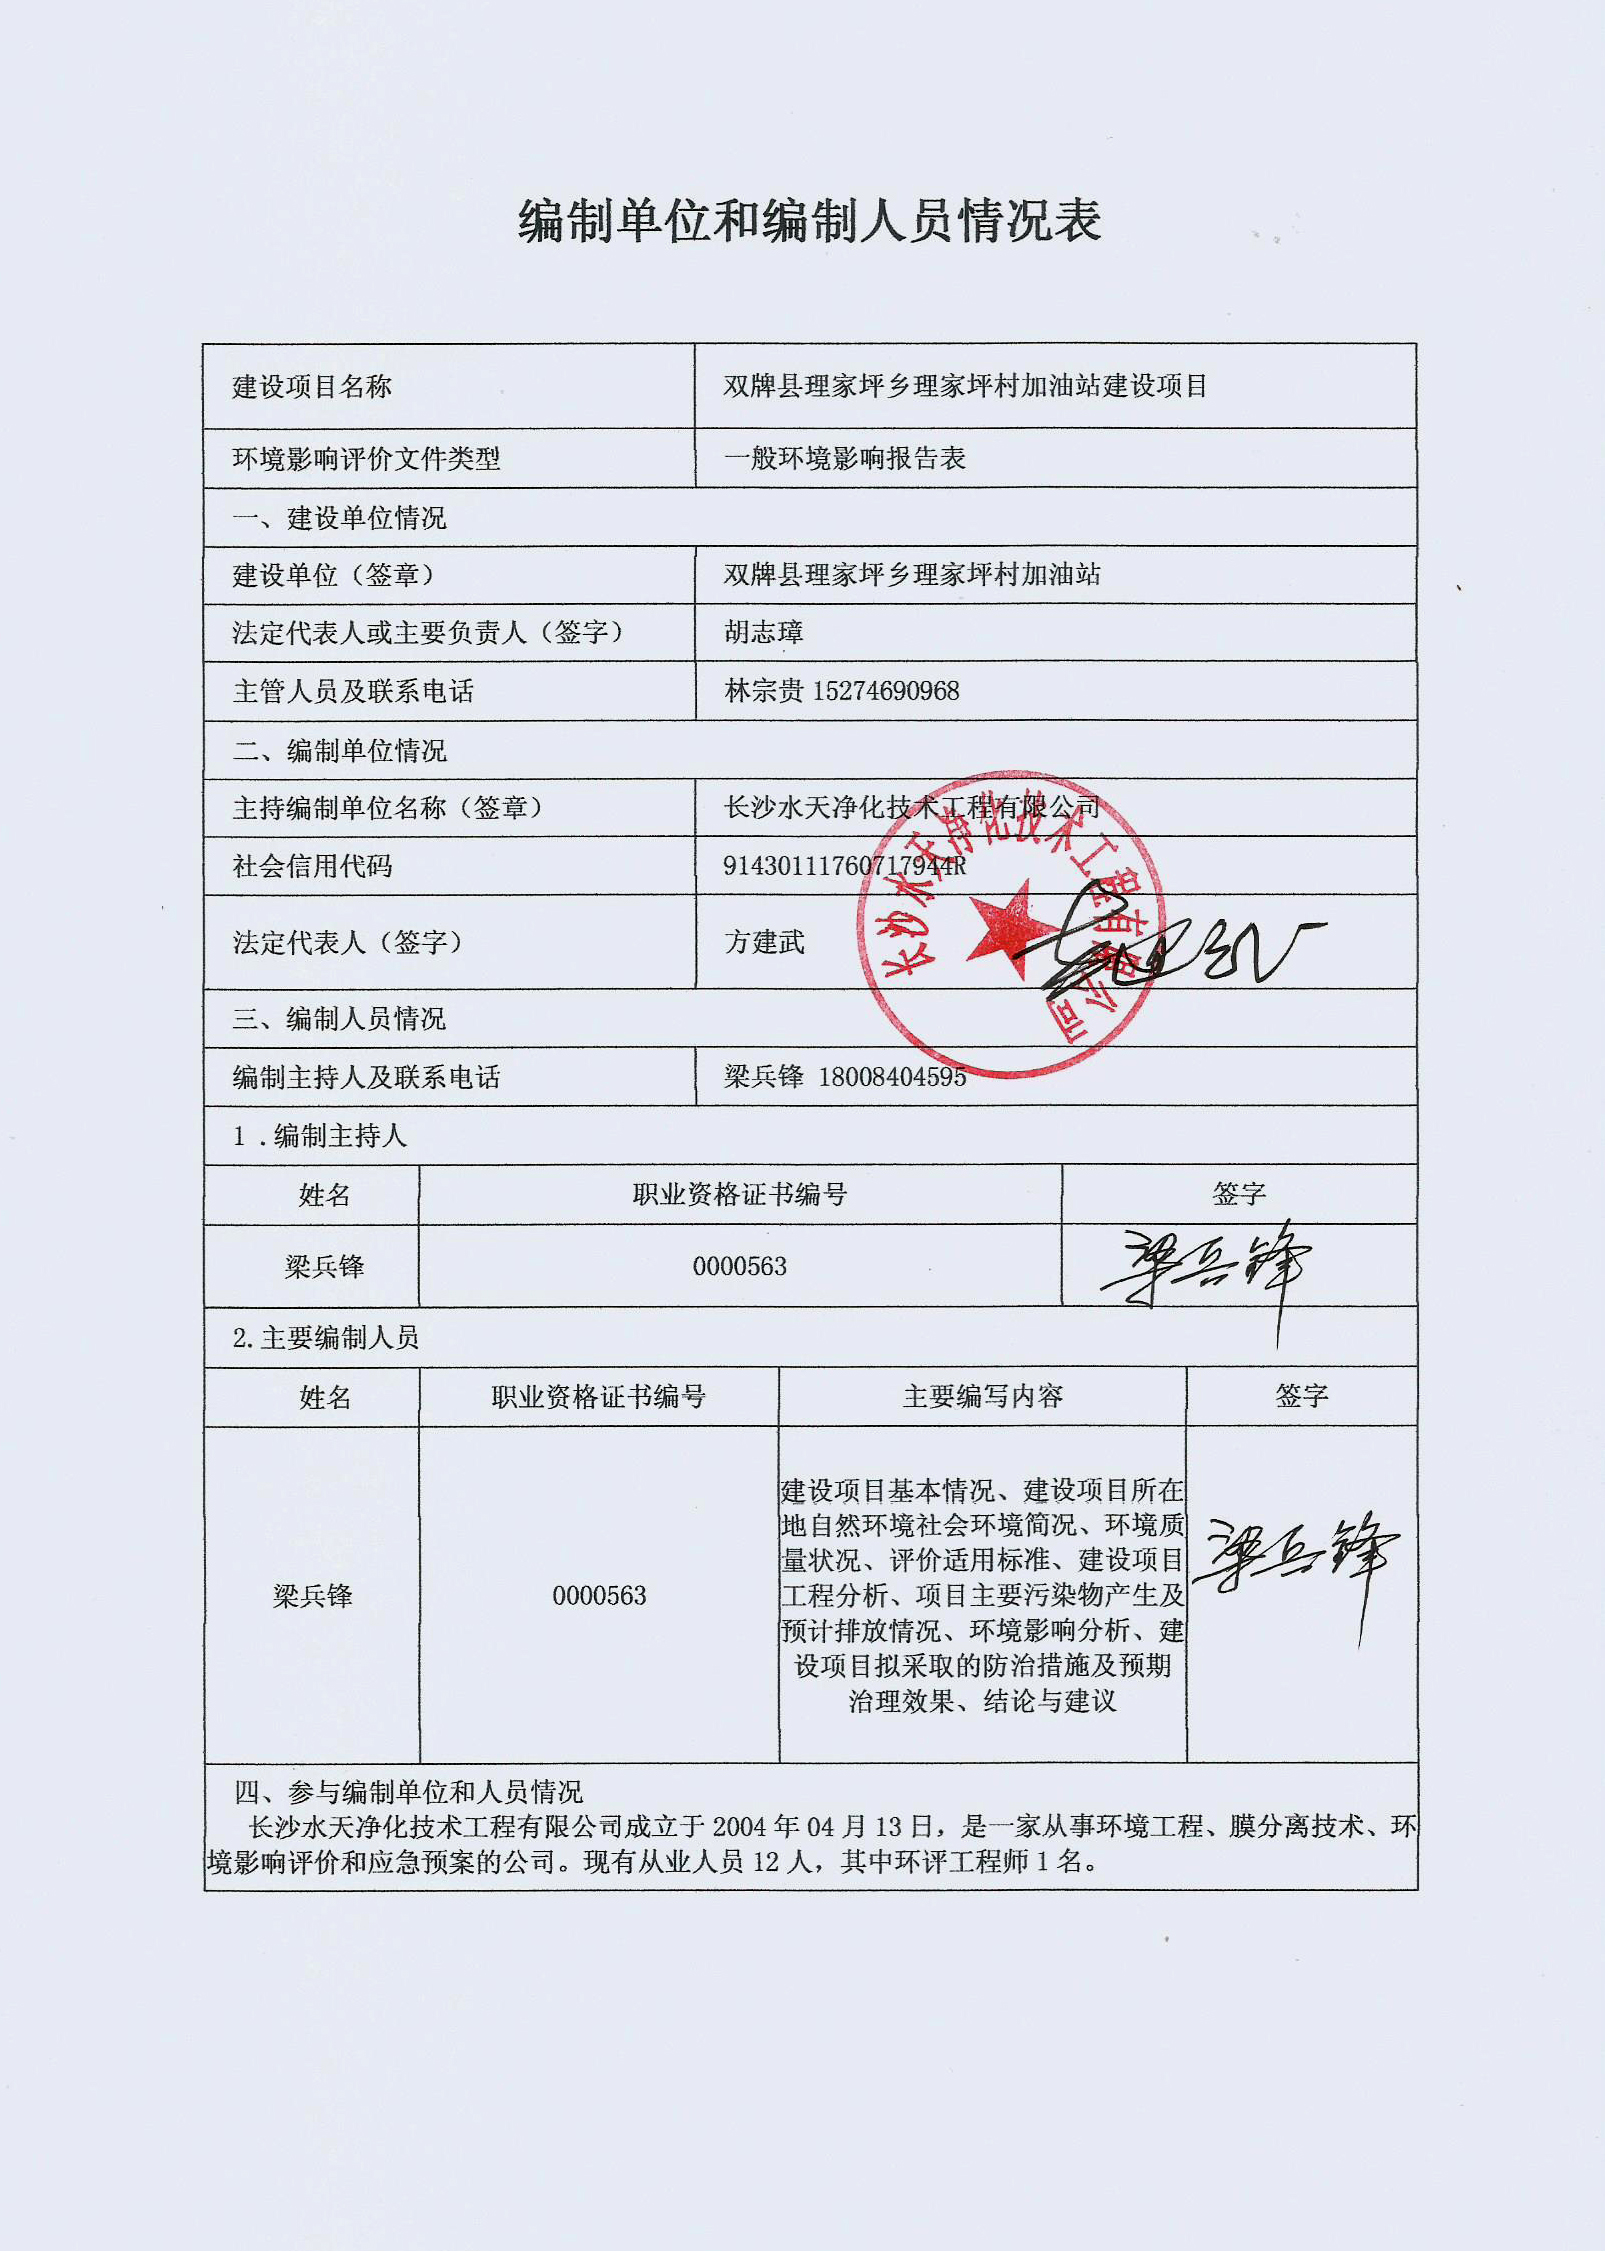 编制单位和编制人员情况表
建设项目名称 双牌县理家坪乡理家坪村加油站建设项目
环境影响评价文件类型 一般环境影响报告表
一、建设单位情况
建设单位（签章） 双牌县理家坪乡理家坪村加油站
法定代表人或主要负责人（签字） 胡志璋
主管人员及联系电话 林宗贵 15274690968
二、编制单位情况
主持编制单位名称（签章） 长沙水天净化技术工程有限公司
社会信用代码 91430111760717944R
法定代表人（签字） 方建武
长沙水天净化技术工程有限公司
三、编制人员情况
编制主持人及联系电话 梁兵锋 18008404595
1 .编制主持人
姓名 职业资格证书编号 签字
梁兵锋 0000563 梁兵锋
2.主要编制人员
姓名 职业资格证书编号 主要编写内容 签字
梁兵锋 0000563
建设项目基本情况、建设项目所在
地自然环境社会环境简况、环境质
量状况、评价适用标准、建设项目
工程分析、项目主要污染物产生及
预计排放情况、环境影响分析、建
设项目拟采取的防治措施及预期
治理效果、结论与建议
梁兵锋
四、参与编制单位和人员情况
长沙水天净化技术工程有限公司成立于 2004 年 04 月 13 日，是一家从事环境工程、膜分离技术、环
境影响评价和应急预案的公司。现有从业人员 12 人，其中环评工程师 1 名。